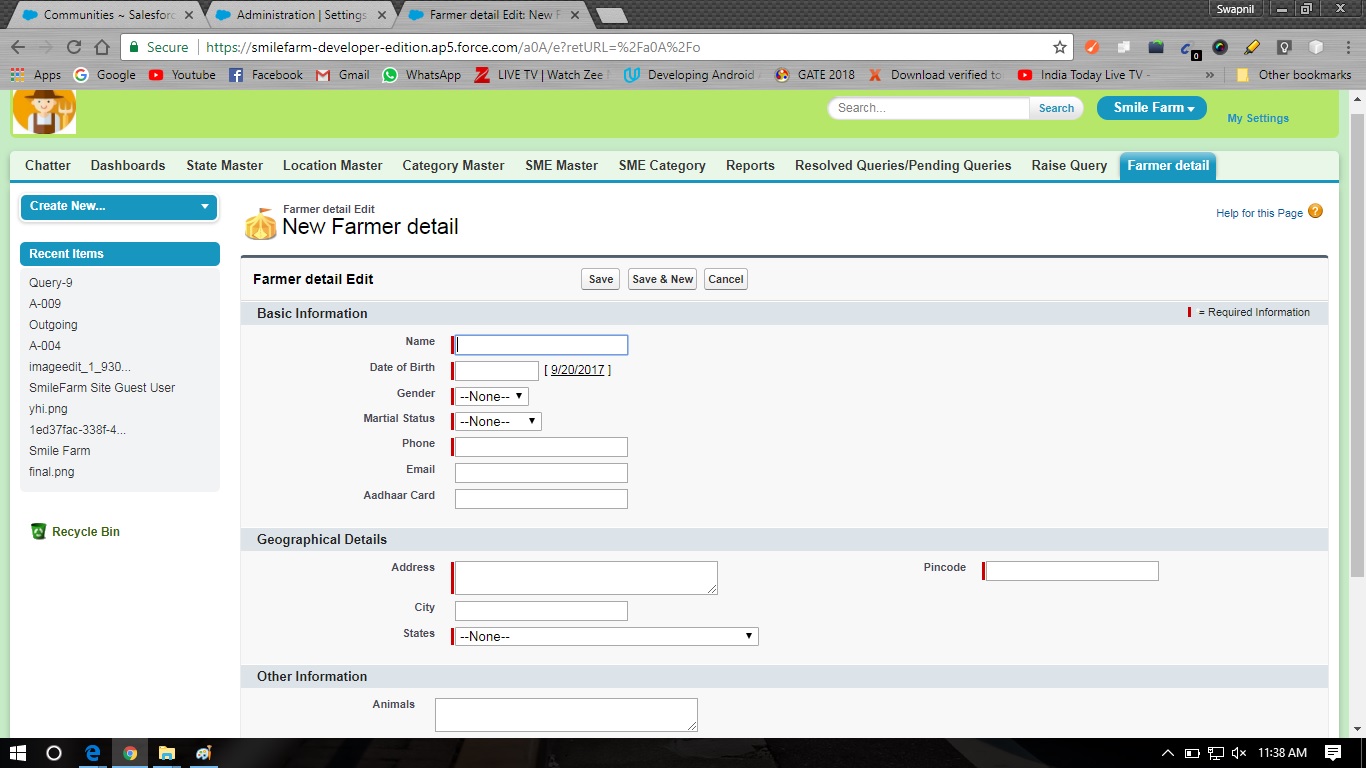 Communities ~ Salesforc
Administration | Settings
Farmer detail Edit: New F
Swapnil
Secure
https://smilefarm-developer-edition.ap5.force.com/a0A/e?retURL=%2Fa0A%2Fo
0
Apps
Google
Youtube
Facebook
Gmail
WhatsApp
LIVE TV | Watch Zee
Developing Android
GATE 2018
Download verified to
India Today Live TV -
»
Other bookmarks
Search...
Search
Smile Farm
My Settings
Chatter
Dashboards
State Master
Location Master
Category Master
SME Master
SME Category
Reports
Resolved Queries/Pending Queries
Raise Query
Farmer detail
Create New...
Recent Items
Query-9
A-009
Outgoing
A-004
imageedit_1_930...
SmileFarm Site Guest User
yhi.png
1ed37fac-338f-4...
Smile Farm
final.png
Recycle Bin
Farmer detail Edit
New Farmer detail
Help for this Page ?
Farmer detail Edit
Save
Save & New
Cancel
Basic Information
= Required Information
Name
Date of Birth
[ 9/20/2017 ]
Gender
--None--
Martial Status
--None--
Phone
Email
Aadhaar Card
Geographical Details
Address
Pincode
City
States
--None--
Other Information
Animals
11:38 AM